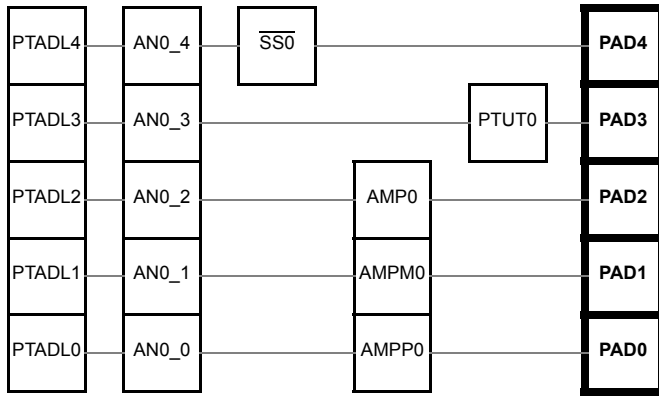 PTADL4 AN0_4 S̅S̅0̅ PAD4
PTADL3 AN0_3 PTUT0 PAD3
PTADL2 AN0_2 AMP0 PAD2
PTADL1 AN0_1 AMPM0 PAD1
PTADL0 AN0_0 AMPP0 PAD0